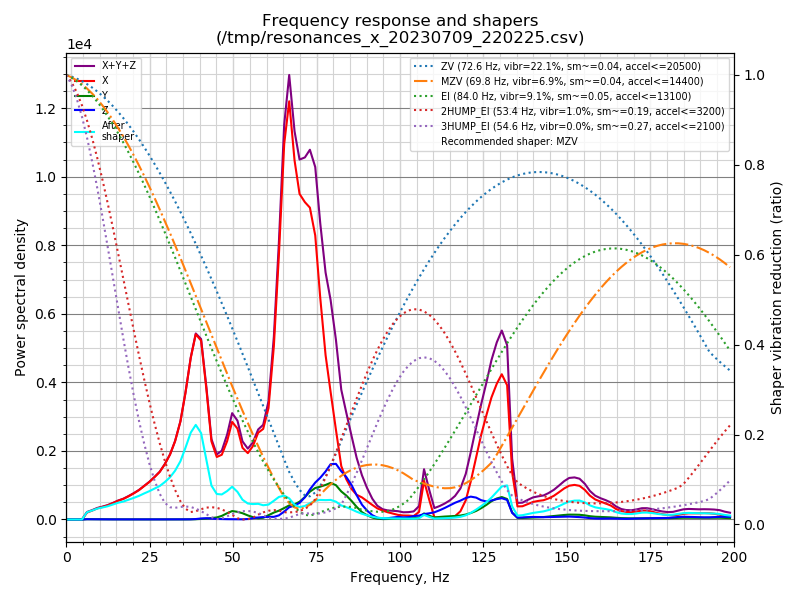 Frequency response and shapers
(/tmp/resonances_x_20230709_220225.csv)
1e4
X+Y+Z
X
Y
Z
After
shaper
ZV (72.6 Hz, vibr=22.1%, sm~=0.04, accel<=20500)
MZV (69.8 Hz, vibr=6.9%, sm~=0.04, accel<=14400)
EI (84.0 Hz, vibr=9.1%, sm~=0.05, accel<=13100)
2HUMP_EI (53.4 Hz, vibr=1.0%, sm~=0.19, accel<=3200)
3HUMP_EI (54.6 Hz, vibr=0.0%, sm~=0.27, accel<=2100)
Recommended shaper: MZV
Power spectral density
1.2
1.0
0.8
0.6
0.4
0.2
0.0
1.0
0.8
0.6
0.4
0.2
0.0
Shaper vibration reduction (ratio)
0 25 50 75 100 125 150 175 200
Frequency, Hz